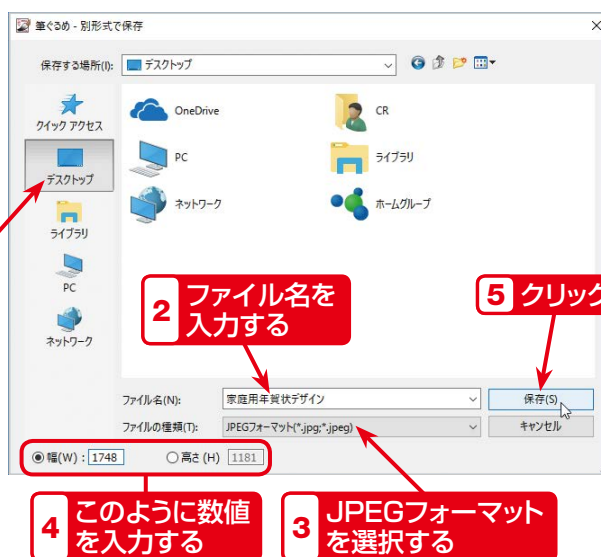 筆ぐるめ - 別形式で保存
保存する場所(I):
デスクトップ
クイック アクセス
デスクトップ
ライブラリ
PC
ネットワーク
OneDrive
CR
PC
ライブラリ
ネットワーク
ホームグループ
2 ファイル名を
入力する
5 クリック
ファイル名(N):
家庭用年賀状デザイン
保存(S)
ファイルの種類(T):
JPEGフォーマット(*.jpg;*.jpeg)
キャンセル
幅(W) : 1748
高さ(H) 1181
4 このように数値
を入力する
3 JPEGフォーマット
を選択する